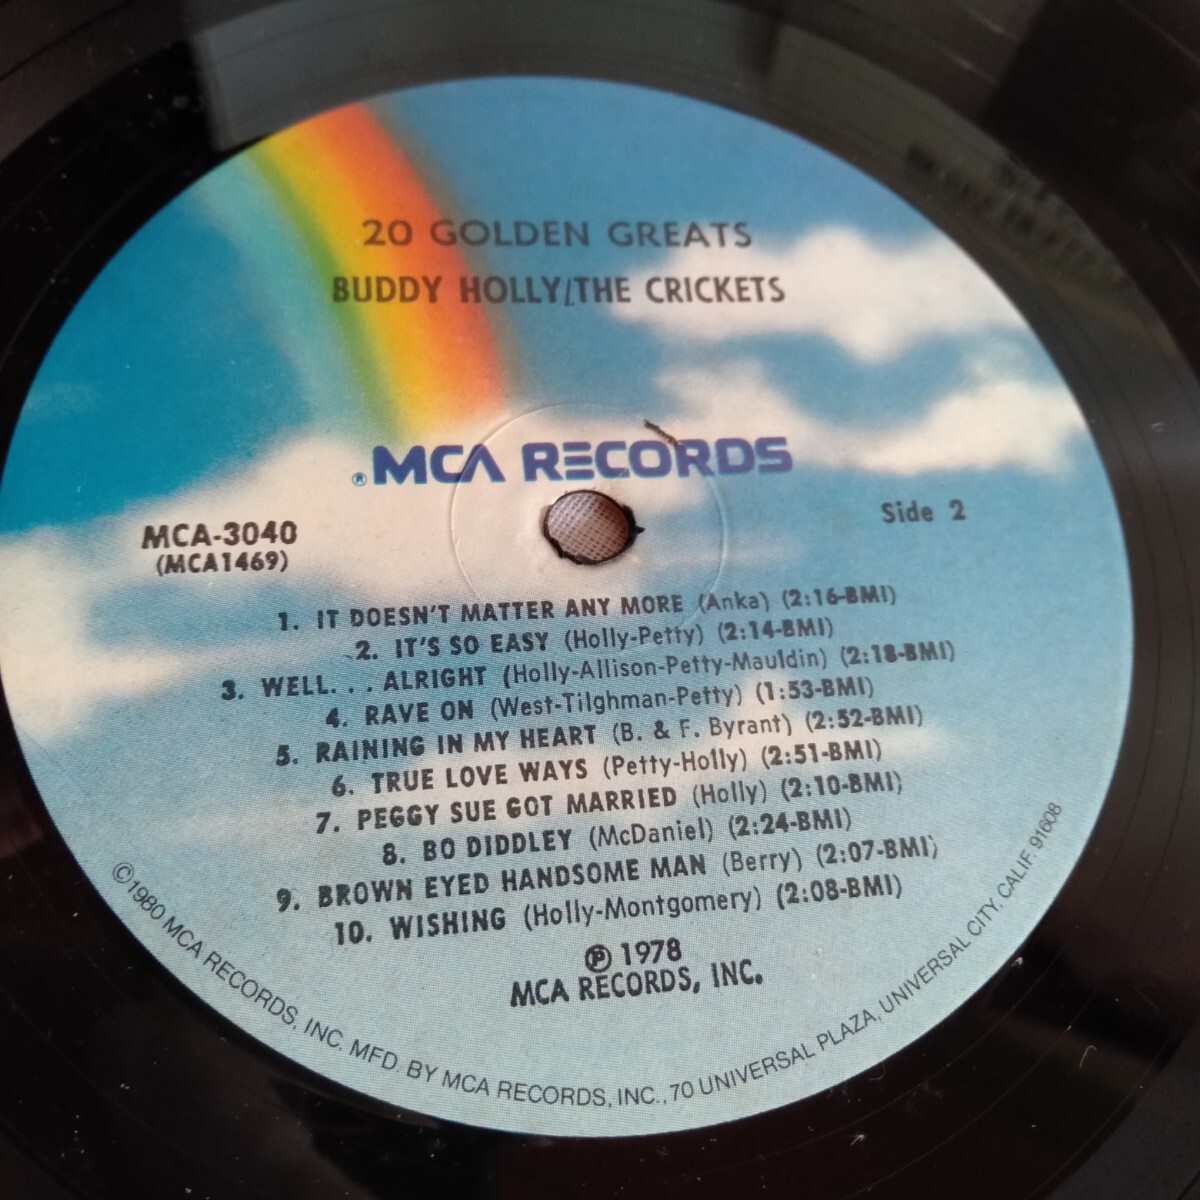 20 GOLDEN GREATS
BUDDY HOLLY/THE CRICKETS
® MCA RECORDS
MCA-3040
(MCA1469)
Side 2
1. IT DOESN'T MATTER ANY MORE (Anka) (2:16-BMI)
2. IT'S SO EASY (Holly-Petty) (2:14-BMI)
3. WELL. . . ALRIGHT (Holly-Allison-Petty-Mauldin) (2:18-BMI)
4. RAVE ON (West-Tilghman-Petty) (1:53-BMI)
5. RAINING IN MY HEART (B. & F. Byrant) (2:52-BMI)
6. TRUE LOVE WAYS (Petty-Holly) (2:51-BMI)
7. PEGGY SUE GOT MARRIED (Holly) (2:10-BMI)
8. BO DIDDLEY (McDaniel) (2:24-BMI)
9. BROWN EYED HANDSOME MAN (Berry) (2:07-BMI)
10. WISHING (Holly-Montgomery) (2:08-BMI)
℗ 1978
MCA RECORDS, INC.
©1980 MCA RECORDS, INC. MFD. BY MCA RECORDS, INC., 70 UNIVERSAL PLAZA, UNIVERSAL CITY, CALIF. 91608